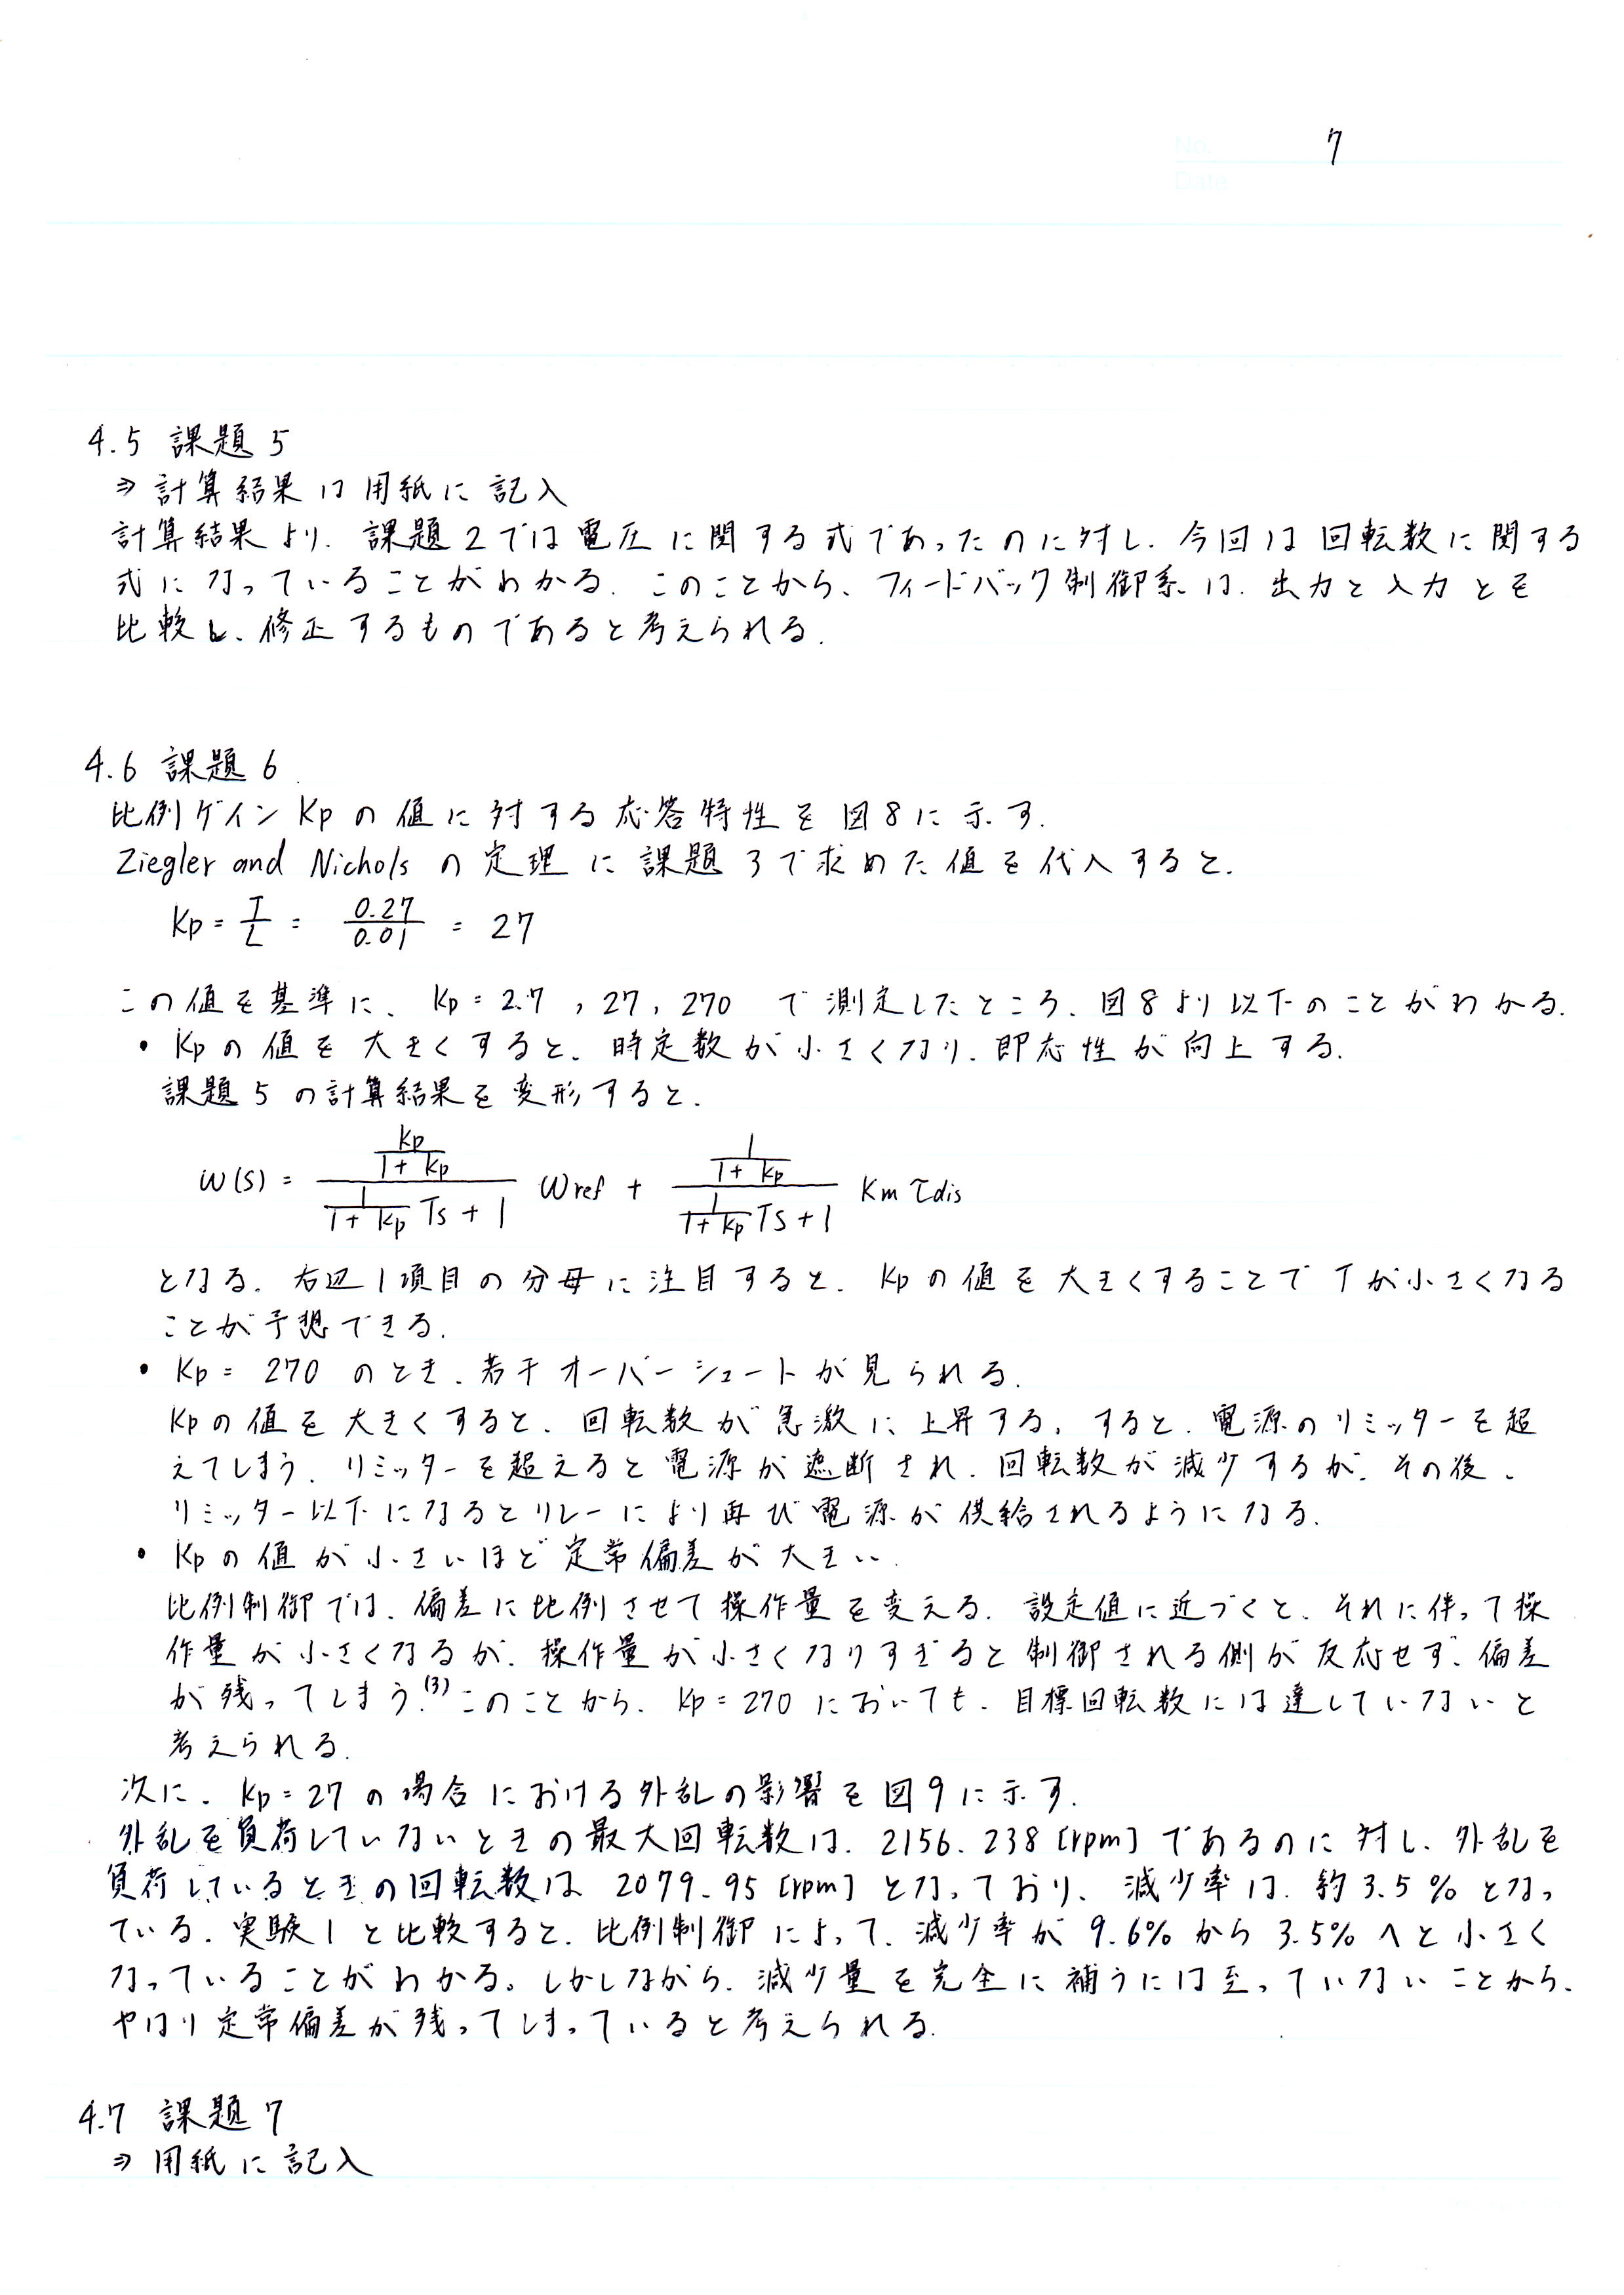 No. 7
Date
4.5 課題5
⇒計算結果は用紙に記入
計算結果より、課題2では電圧に関する式であったのに対し、今回は回転数に関する
式になっていることがわかる。このことから、フィードバック制御系は、出力と入力とを
比較し、修正するものであると考えられる。
4.6 課題6
比例ゲインKpの値に対する応答特性を図8に示す。
Ziegler and Nicholsの定理に課題3で求めた値を代入すると、
Kp = T/L = 0.27/0.01 = 27
この値を基準に、Kp = 2.7, 27, 270 で測定したところ、図8より以下のことがわかる。
・Kpの値を大きくすると、時定数が小さくなり、即応性が向上する。
課題5の計算結果を変形すると、
ω(s) = (Kp/(1+Kp))/(1/(1+Kp) Ts + 1) ωref + (1/(1+Kp))/(1/(1+Kp) Ts + 1) Km τdis
となる。右辺1項目の分母に注目すると、Kpの値を大きくすることでTが小さくなる
ことが予想できる。
・Kp = 270 のとき、若干オーバーシュートが見られる。
Kpの値を大きくすると、回転数が急激に上昇する。すると、電源のリミッターを超
えてしまう。リミッターを超えると電源が遮断され、回転数が減少するが、その後、
リミッター以下になるとリレーにより再び電源が供給されるようになる。
・Kpの値が小さいほど定常偏差が大きい。
比例制御では、偏差に比例させて操作量を変える。設定値に近づくと、それに伴って操
作量が小さくなるが、操作量が小さくなりすぎると制御される側が反応せず、偏差
が残ってしまう。(3)このことから、Kp = 270においても、目標回転数には達していないと
考えられる。
次に、Kp = 27の場合における外乱の影響を図9に示す。
外乱を負荷していないときの最大回転数は、2156.238[rpm]であるのに対し、外乱を
負荷しているときの回転数は2079.95[rpm]となっており、減少率は、約3.5%となっ
ている。実験1と比較すると、比例制御によって、減少率が9.6%から3.5%へと小さく
なっていることがわかる。しかしながら、減少量を完全に補うには至っていないことから、
やはり定常偏差が残ってしまっていると考えられる。
4.7 課題7
⇒用紙に記入